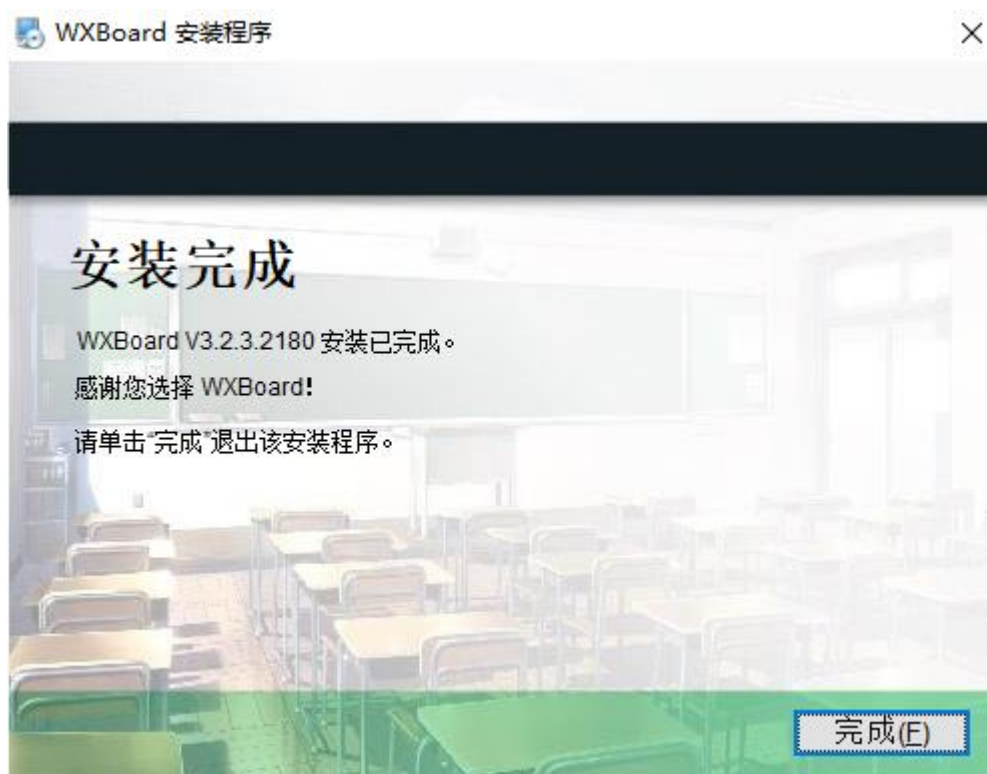 WXBoard 安装程序
安装完成
WXBoard V3.2.3.2180 安装已完成。
感谢您选择 WXBoard!
请单击“完成”退出该安装程序。
完成(F)